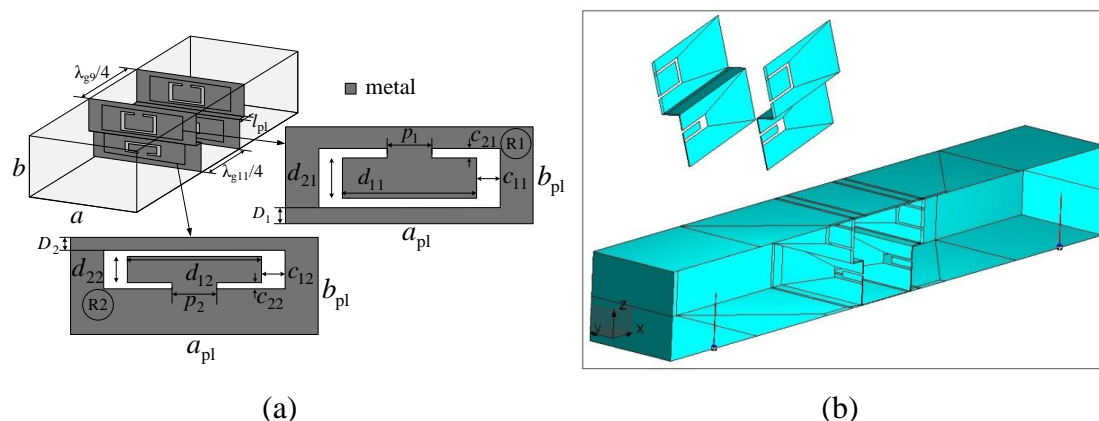 λg9/4
metal
lpl
b
λg11/4
a
p1
c21
R1
d21
d11
c11
bpl
D1
apl
D2
d22
d12
c12
bpl
R2
p2
c22
apl
z
y
x
(a)
(b)